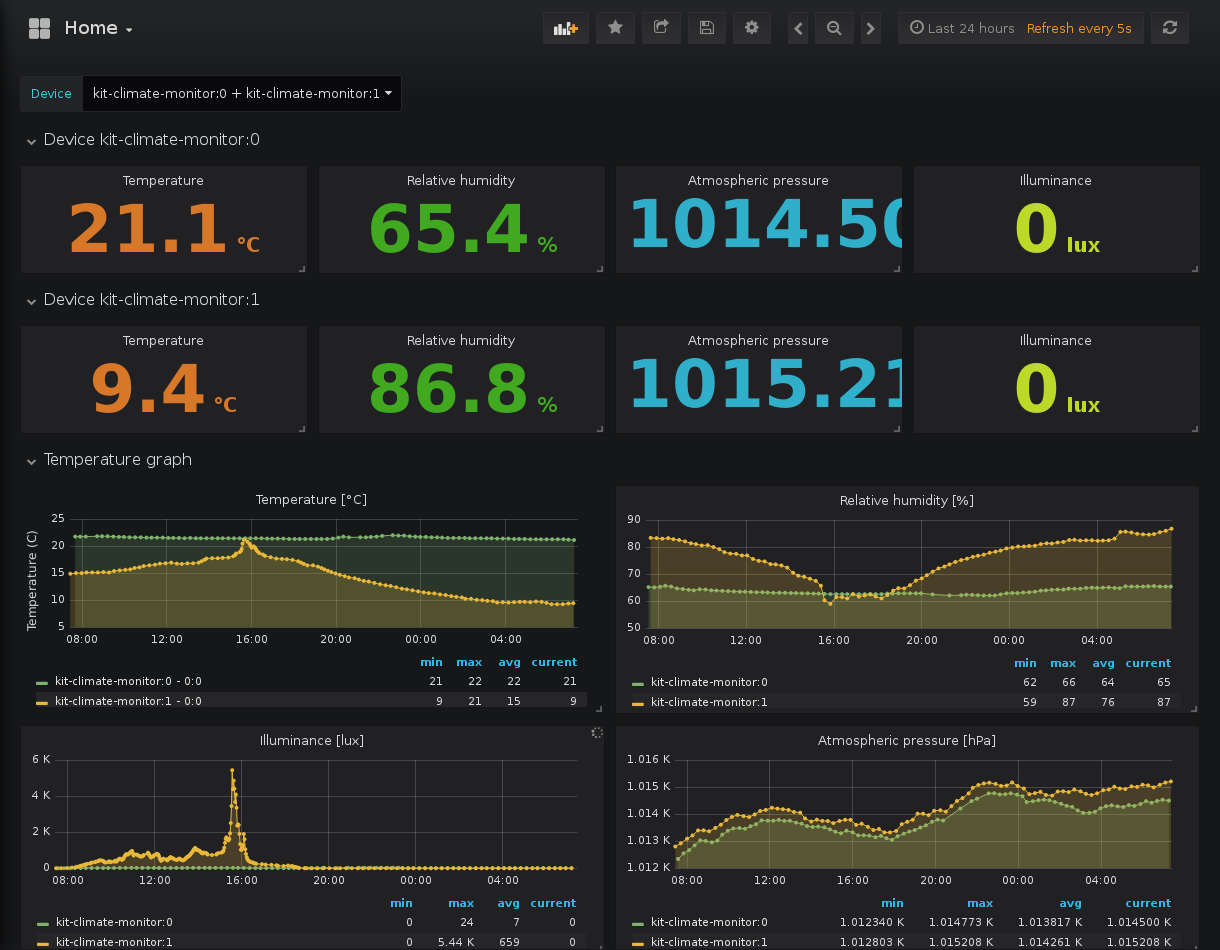 Home
Last 24 hours Refresh every 5s
Device kit-climate-monitor:0 + kit-climate-monitor:1
Device kit-climate-monitor:0
Temperature Relative humidity Atmospheric pressure Illuminance
21.1 °C 65.4 % 1014.50 0 lux
Device kit-climate-monitor:1
Temperature Relative humidity Atmospheric pressure Illuminance
9.4 °C 86.8 % 1015.21 0 lux
Temperature graph
Temperature [°C]
Temperature (C)
25
20
15
10
5
08:00 12:00 16:00 20:00 00:00 04:00
min max avg current
kit-climate-monitor:0 - 0:0 21 22 22 21
kit-climate-monitor:1 - 0:0 9 21 15 9
Relative humidity [%]
90
80
70
60
50
08:00 12:00 16:00 20:00 00:00 04:00
min max avg current
kit-climate-monitor:0 62 66 64 65
kit-climate-monitor:1 59 87 76 87
Illuminance [lux]
6 K
4 K
2 K
0
08:00 12:00 16:00 20:00 00:00 04:00
min max avg current
kit-climate-monitor:0 0 24 7 0
kit-climate-monitor:1 0 5.44 K 659 0
Atmospheric pressure [hPa]
1.016 K
1.015 K
1.014 K
1.013 K
1.012 K
08:00 12:00 16:00 20:00 00:00 04:00
min max avg current
kit-climate-monitor:0 1.012340 K 1.014773 K 1.013817 K 1.014500 K
kit-climate-monitor:1 1.012803 K 1.015208 K 1.014261 K 1.015208 K